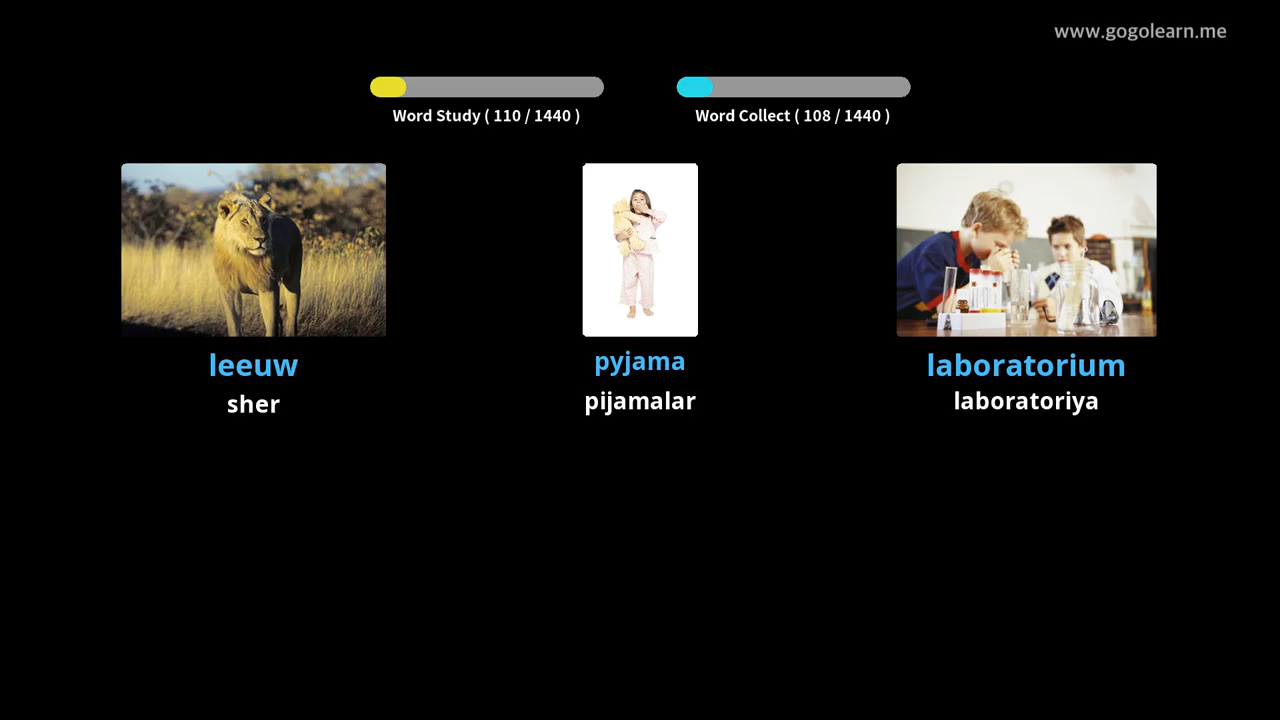 www.gogolearn.me
Word Study ( 110 / 1440 )
Word Collect ( 108 / 1440 )
leeuw
sher
pyjama
pijamalar
laboratorium
laboratoriya